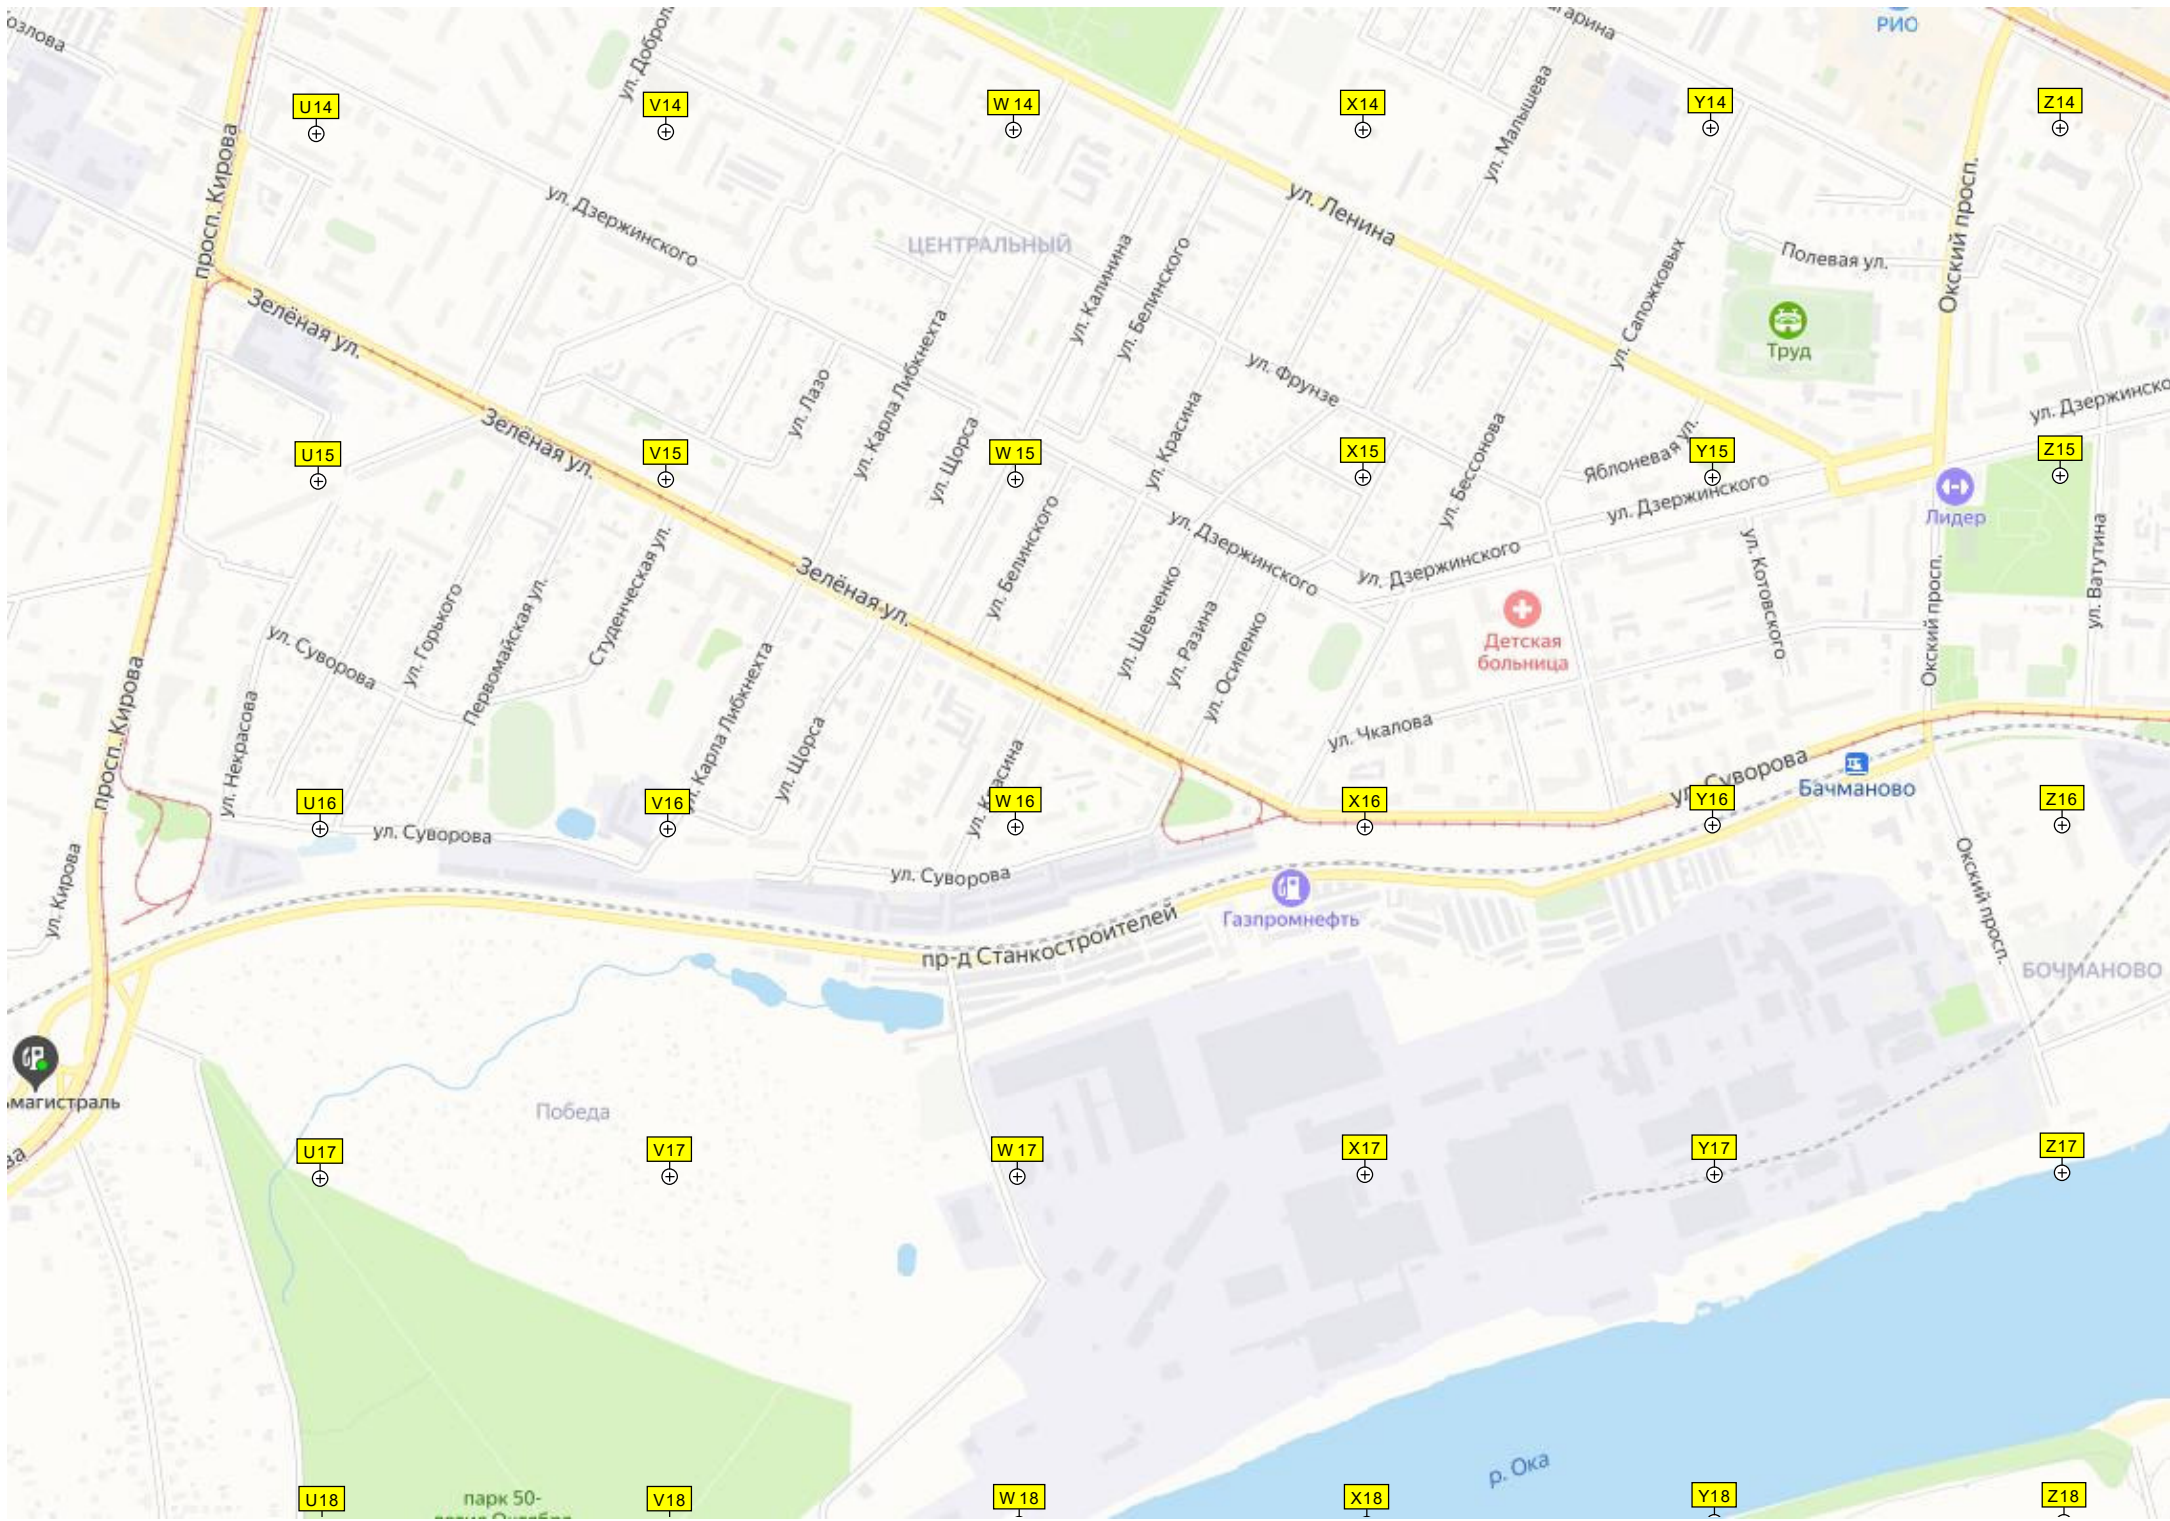 РИО
ул. Малышева
просп. Кирова
U14
V14
W 14
X14
Y14
Z14
ул. Дзержинского
ул. Ленина
ЦЕНТРАЛЬНЫЙ
ул. Калинина
ул. Белинского
ул. Сапожковых
Полевая ул.
Окский просп.
Труд
Зелёная ул.
ул. Карла Либкнехта
ул. Лазо
ул. Фрунзе
ул. Красина
ул. Щорса
Зелёная ул.
ул. Бессонова
Яблоневая ул.
U15
V15
W 15
X15
Y15
Z15
ул. Дзержинского
Лидер
ул. Белинского
ул. Дзержинского
ул. Дзержинского
ул. Котовского
ул. Ватутина
Окский просп.
Зелёная ул.
Студенческая ул.
ул. Горького
Первомайская ул.
ул. Шевченко
ул. Разина
ул. Осипенко
Детская
больница
ул. Суворова
просп. Кирова
ул. Некрасова
ул. Карла Либкнехта
ул. Щорса
ул. Чкалова
ул. Суворова
Бачманово
U16
V16
W 16
X16
Y16
Z16
ул. Суворова
ул. Суворова
ул. Кирова
Окский просп.
Газпромнефть
пр-д Станкостроителей
БОЧМАНОВО
Победа
U17
V17
W 17
X17
Y17
Z17
р. Ока
парк 50-
U18
V18
W 18
X18
Y18
Z18